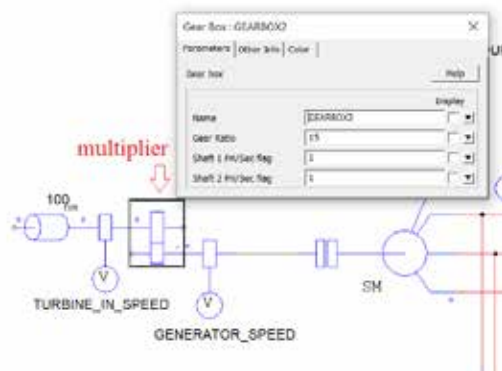 Gear Box : GEARBOX2
Parameters Other Info Color
Gear box Help
Display
Name GEARBOX2
Gear Ratio 15
Shaft 1 PM/Sec flag 1
Shaft 2 PM/Sec flag 1
multiplier
100
V
TURBINE_IN_SPEED
V
GENERATOR_SPEED
SM